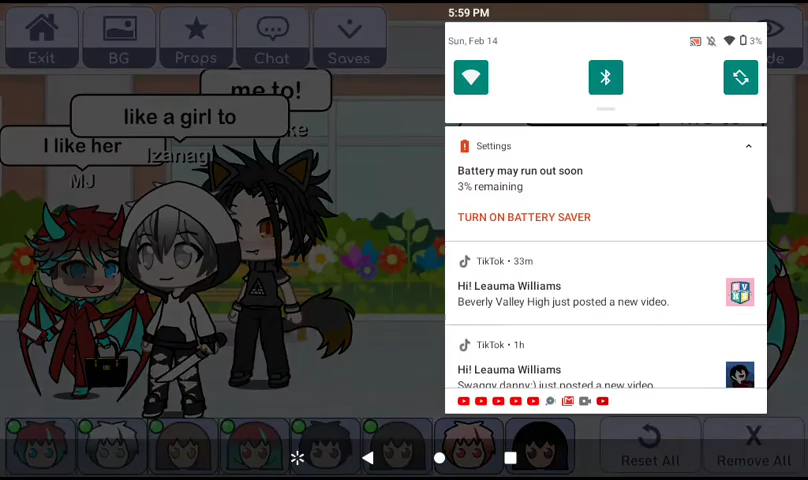 Exit
BG
Props
Chat
Saves
me to!
like a girl to
I like her
Izanag
MJ
5:59 PM
Sun, Feb 14
3%
Settings
Battery may run out soon
3% remaining
TURN ON BATTERY SAVER
TikTok • 33m
Hi! Leauma Williams
Beverly Valley High just posted a new video.
TikTok • 1h
Hi! Leauma Williams
Swaggy danny:) just posted a new video
Reset All
Remove All